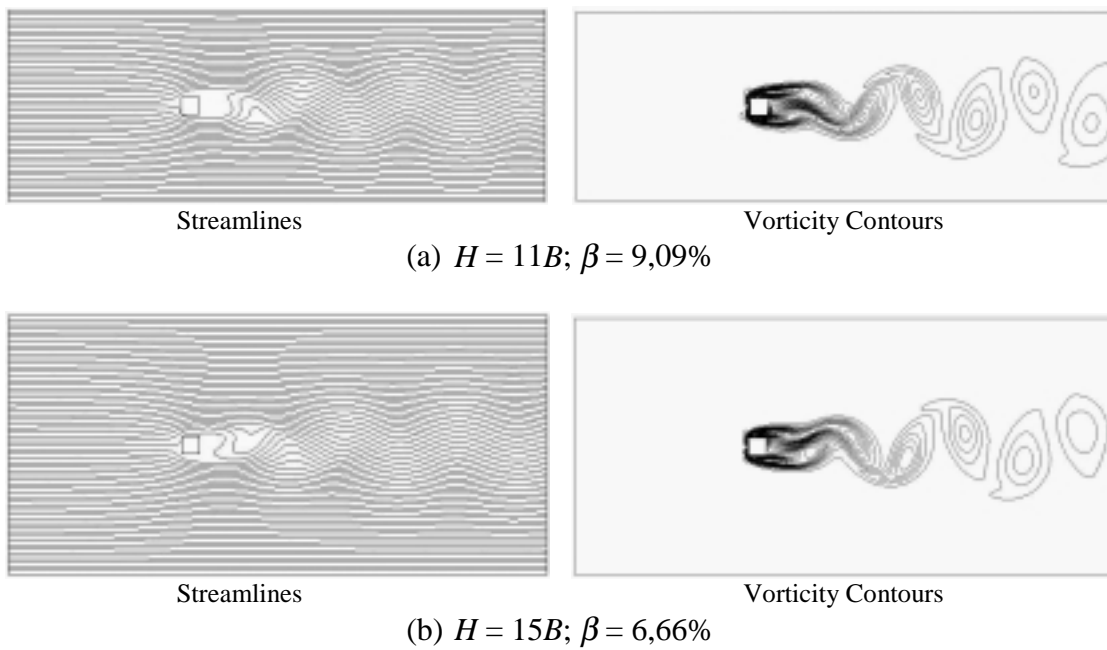 Streamlines Vorticity Contours
(a) H = 11B; β = 9,09%
Streamlines Vorticity Contours
(b) H = 15B; β = 6,66%